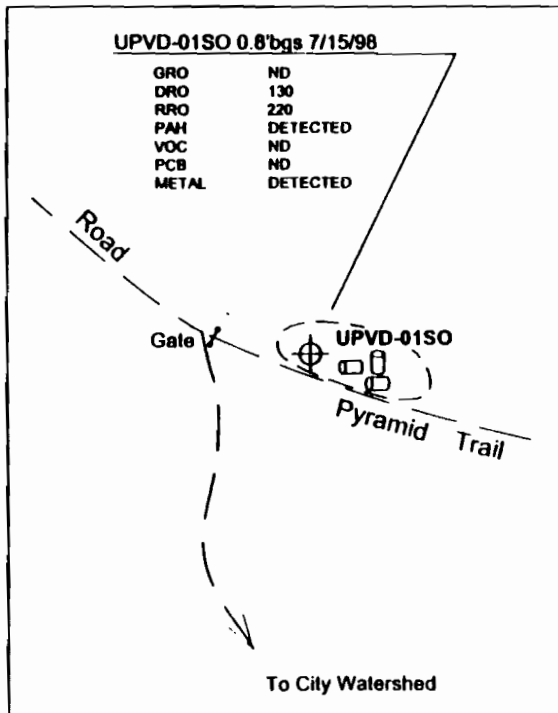 UPVD-01SO 0.8'bgs 7/15/98
GRO ND
DRO 130
RRO 220
PAH DETECTED
VOC ND
PCB ND
METAL DETECTED
Road
Gate
UPVD-01SO
Pyramid Trail
To City Watershed